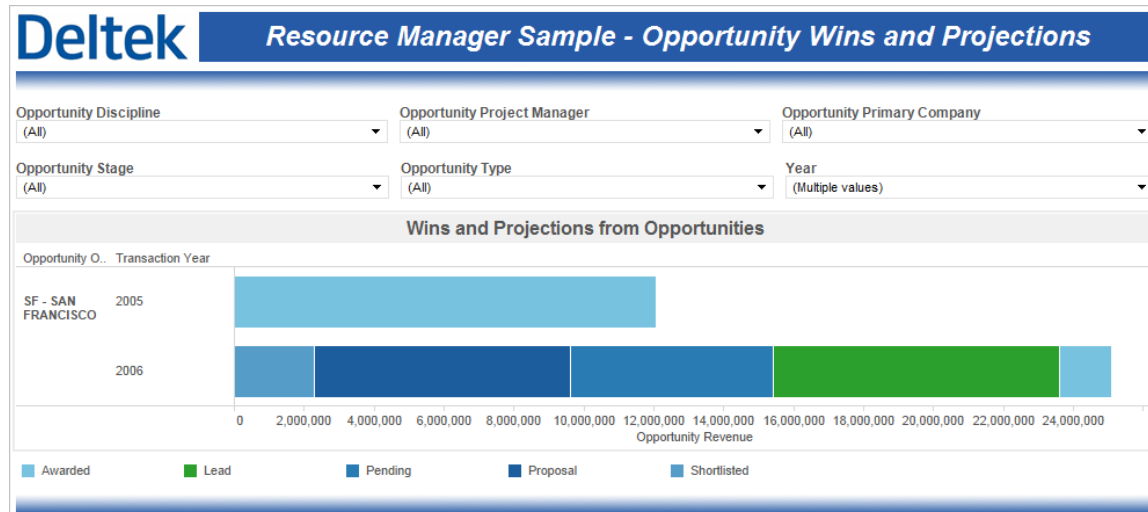 Deltek
Resource Manager Sample - Opportunity Wins and Projections
Opportunity Discipline Opportunity Project Manager Opportunity Primary Company
(All) (All) (All)
Opportunity Stage Opportunity Type Year
(All) (All) (Multiple values)
Wins and Projections from Opportunities
Opportunity O.. Transaction Year
SF - SAN FRANCISCO 2005
2006
0 2,000,000 4,000,000 6,000,000 8,000,000 10,000,000 12,000,000 14,000,000 16,000,000 18,000,000 20,000,000 22,000,000 24,000,000
Opportunity Revenue
Awarded Lead Pending Proposal Shortlisted